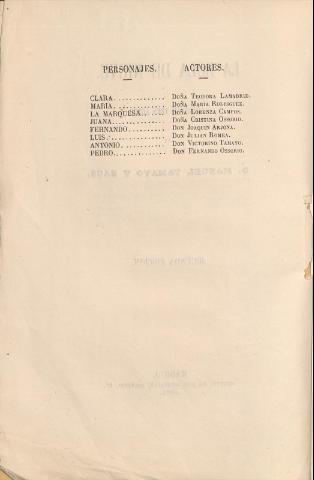 PERSONAJES. ACTORES.
CLARA.............. DOÑA TEODORA LAMADRID.
MARÍA.............. DOÑA MARÍA RODRIGUEZ.
LA MARQUESA....... DOÑA LORENZA CAMPOS.
JUANA.............. DOÑA CRISTINA OSSORIO.
FERNANDO.......... DON JOAQUIN ARJONA.
LUIS............... DON JULIAN ROMEA.
ANTONIO............ DON VICTORINO TAMAYO.
PEDRO.............. DON FERNANDO OSSORIO.